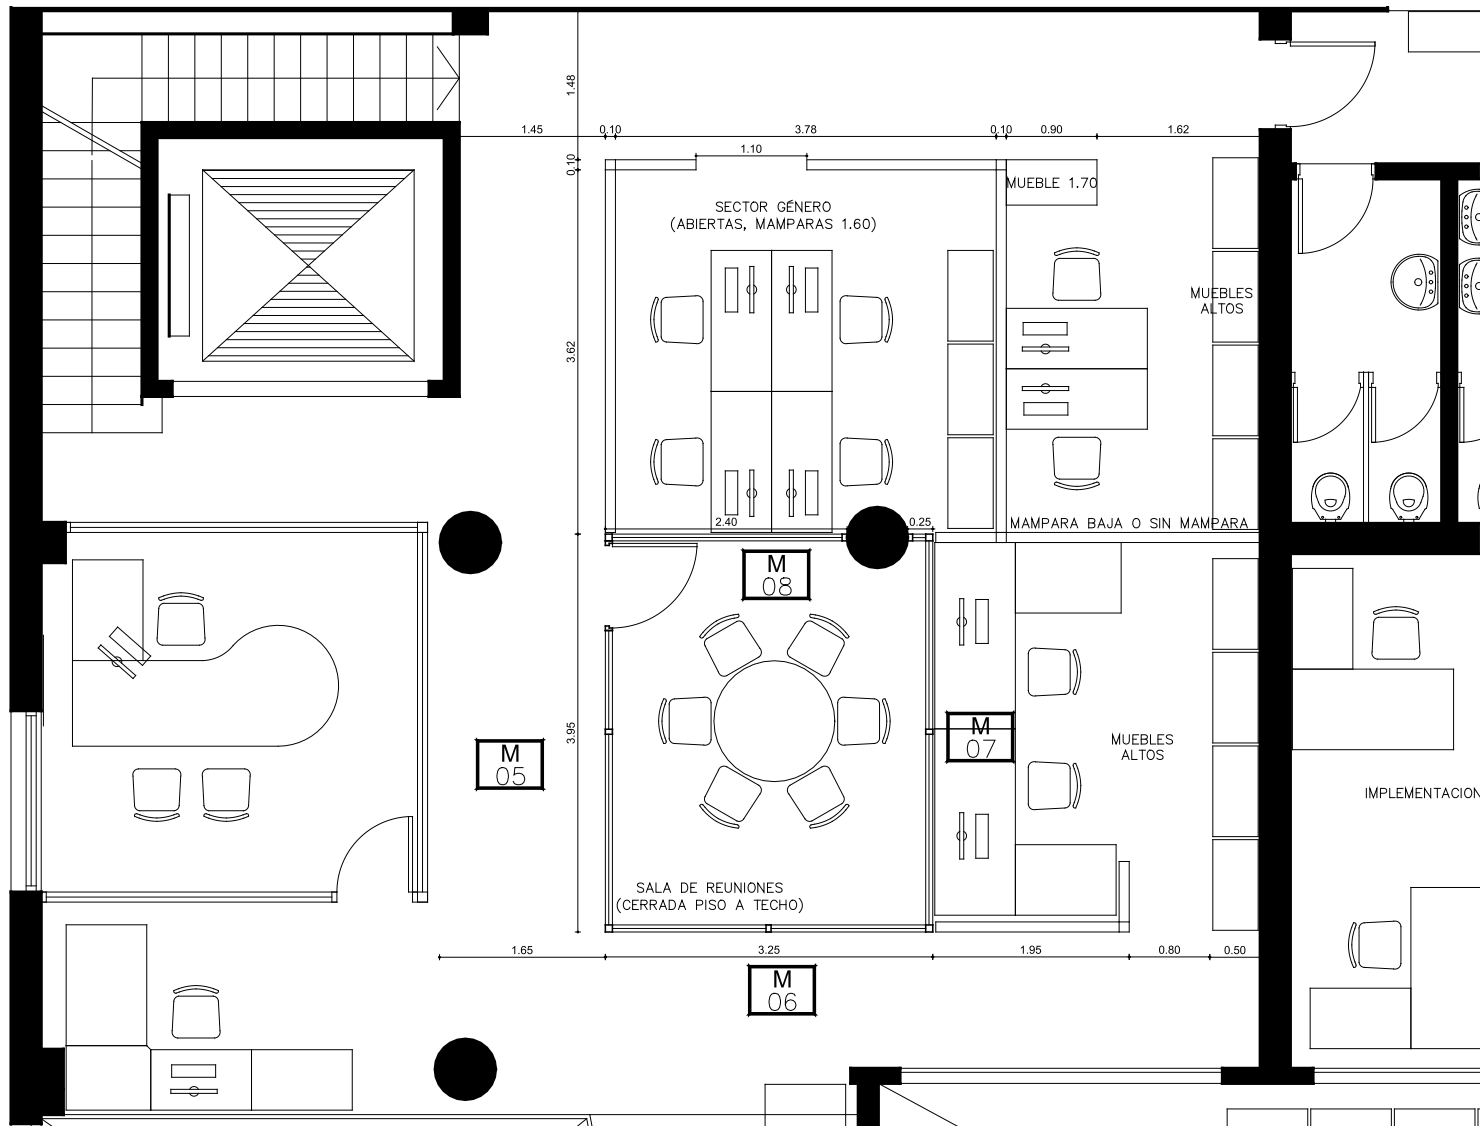 1.48
1.45
0.10
3.78
0.10
0.90
1.62
1.10
0.10
MUEBLE 1.70
SECTOR GÉNERO
(ABIERTAS, MAMPARAS 1.60)
MUEBLES
ALTOS
3.62
2.40
0.25
MAMPARA BAJA O SIN MAMPARA
M
08
M
05
3.95
M
07
MUEBLES
ALTOS
IMPLEMENTACION
SALA DE REUNIONES
(CERRADA PISO A TECHO)
1.65
3.25
1.95
0.80
0.50
M
06